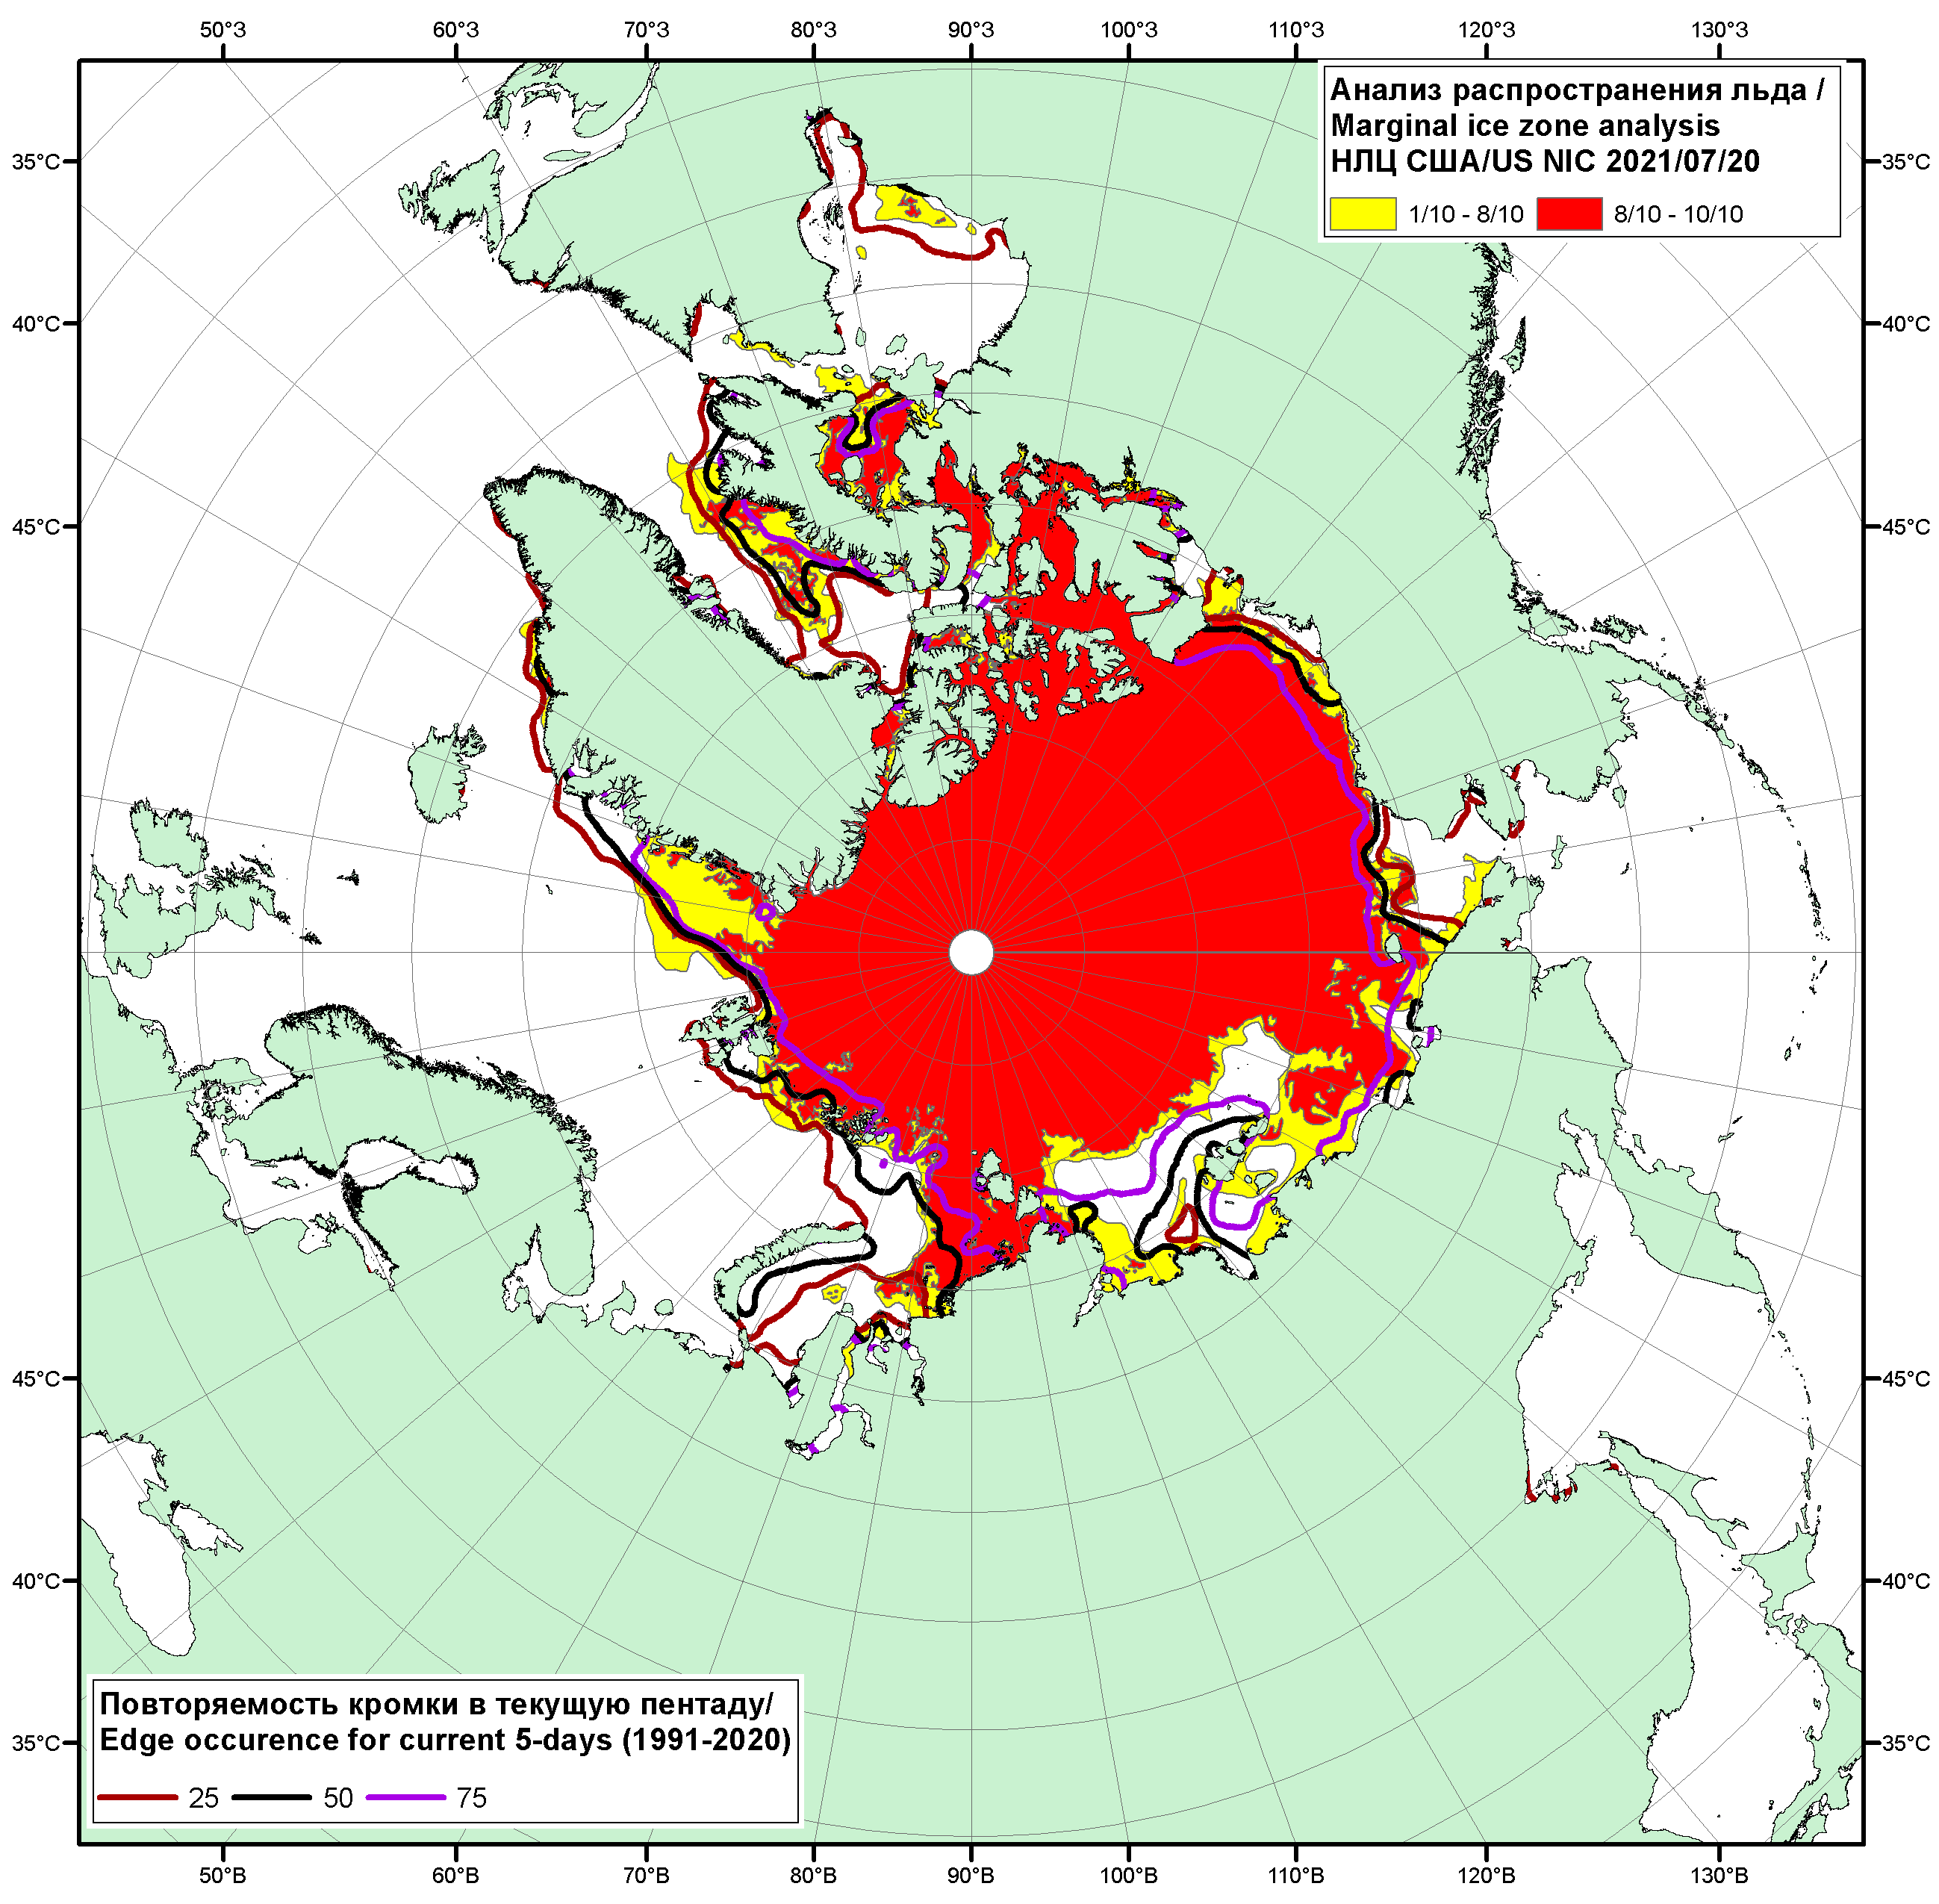 50°З 60°З 70°З 80°З 90°З 100°З 110°З 120°З 130°З
Анализ распространения льда /
Marginal ice zone analysis
НЛЦ США/US NIC 2021/07/20
1/10 - 8/10 8/10 - 10/10
35°С 35°С
40°С 40°С
45°С 45°С
45°С 45°С
40°С 40°С
35°С 35°С
Повторяемость кромки в текущую пентаду/
Edge occurence for current 5-days (1991-2020)
25 50 75
50°В 60°В 70°В 80°В 90°В 100°В 110°В 120°В 130°В